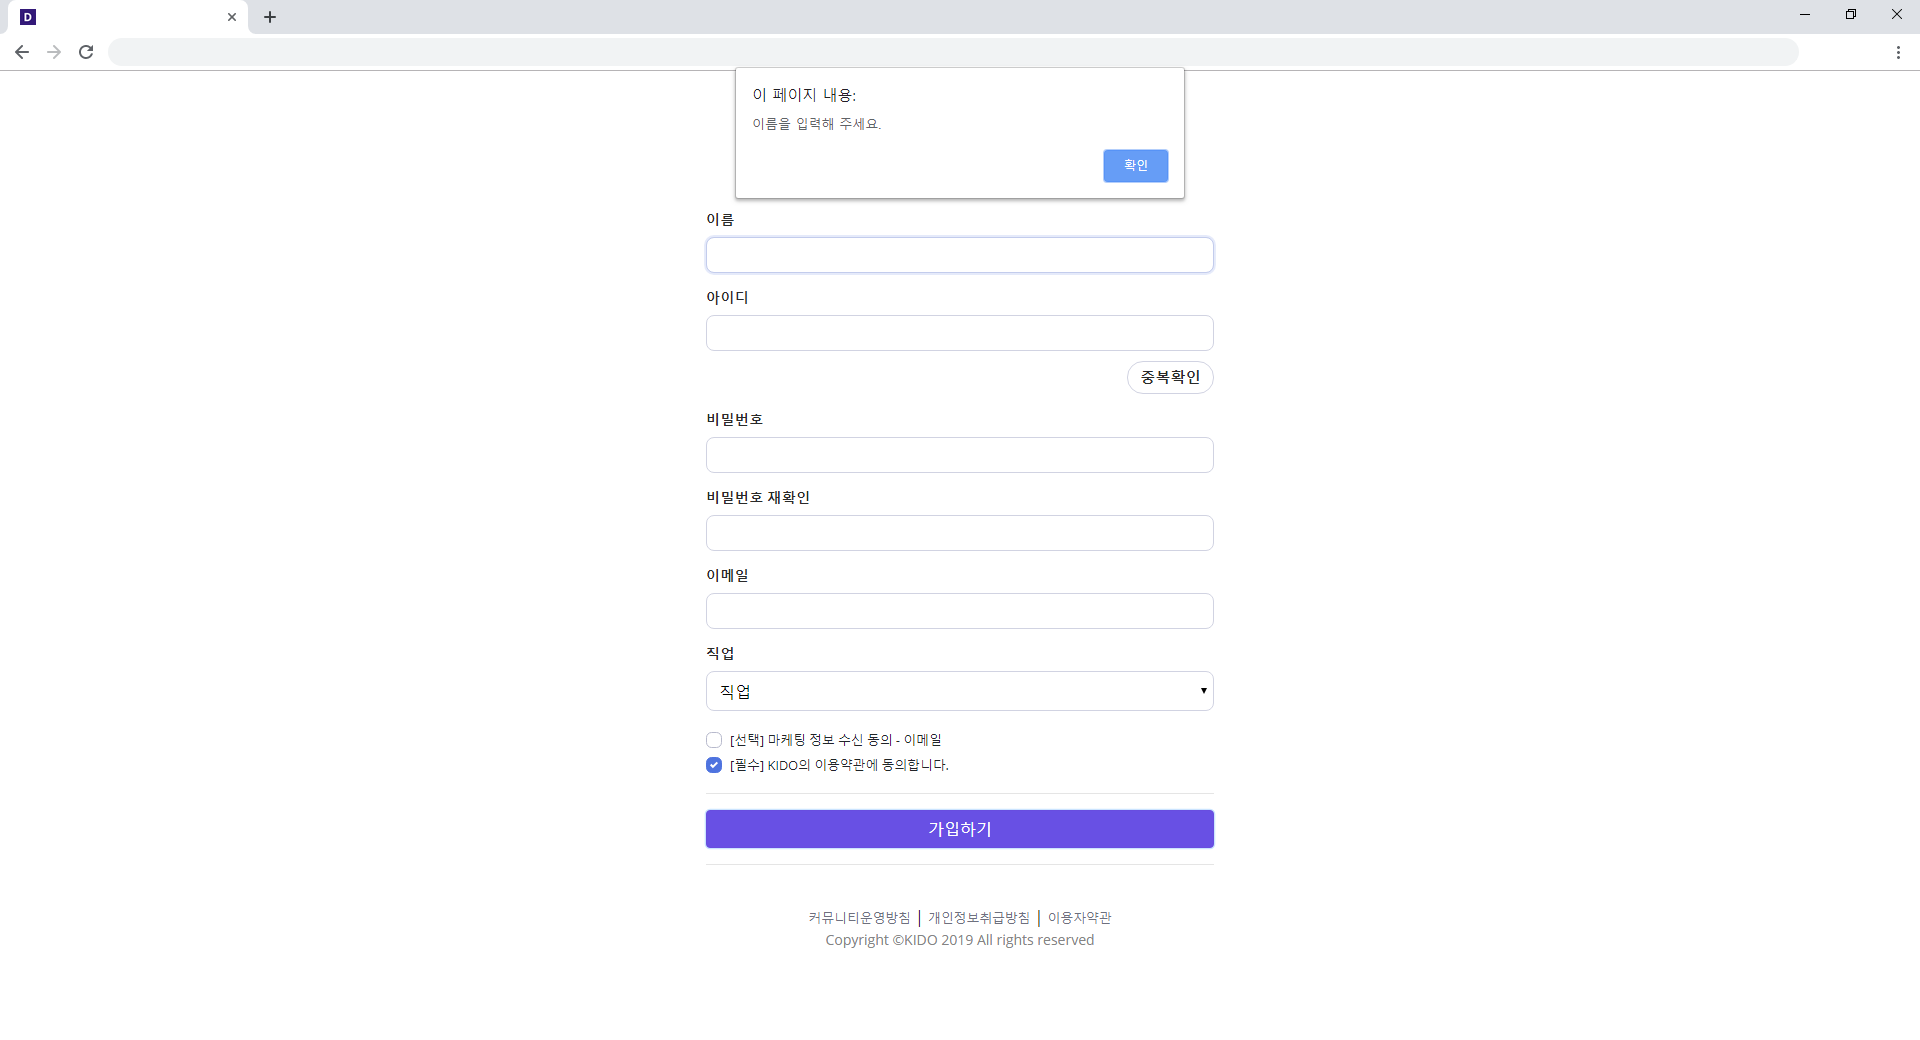 D
이 페이지 내용:
이름을 입력해 주세요.
확인
이름
아이디
중복확인
비밀번호
비밀번호 재확인
이메일
직업
직업
[선택] 마케팅 정보 수신 동의 - 이메일
[필수] KIDO의 이용약관에 동의합니다.
가입하기
커뮤니티운영방침 | 개인정보취급방침 | 이용자약관
Copyright ©KIDO 2019 All rights reserved